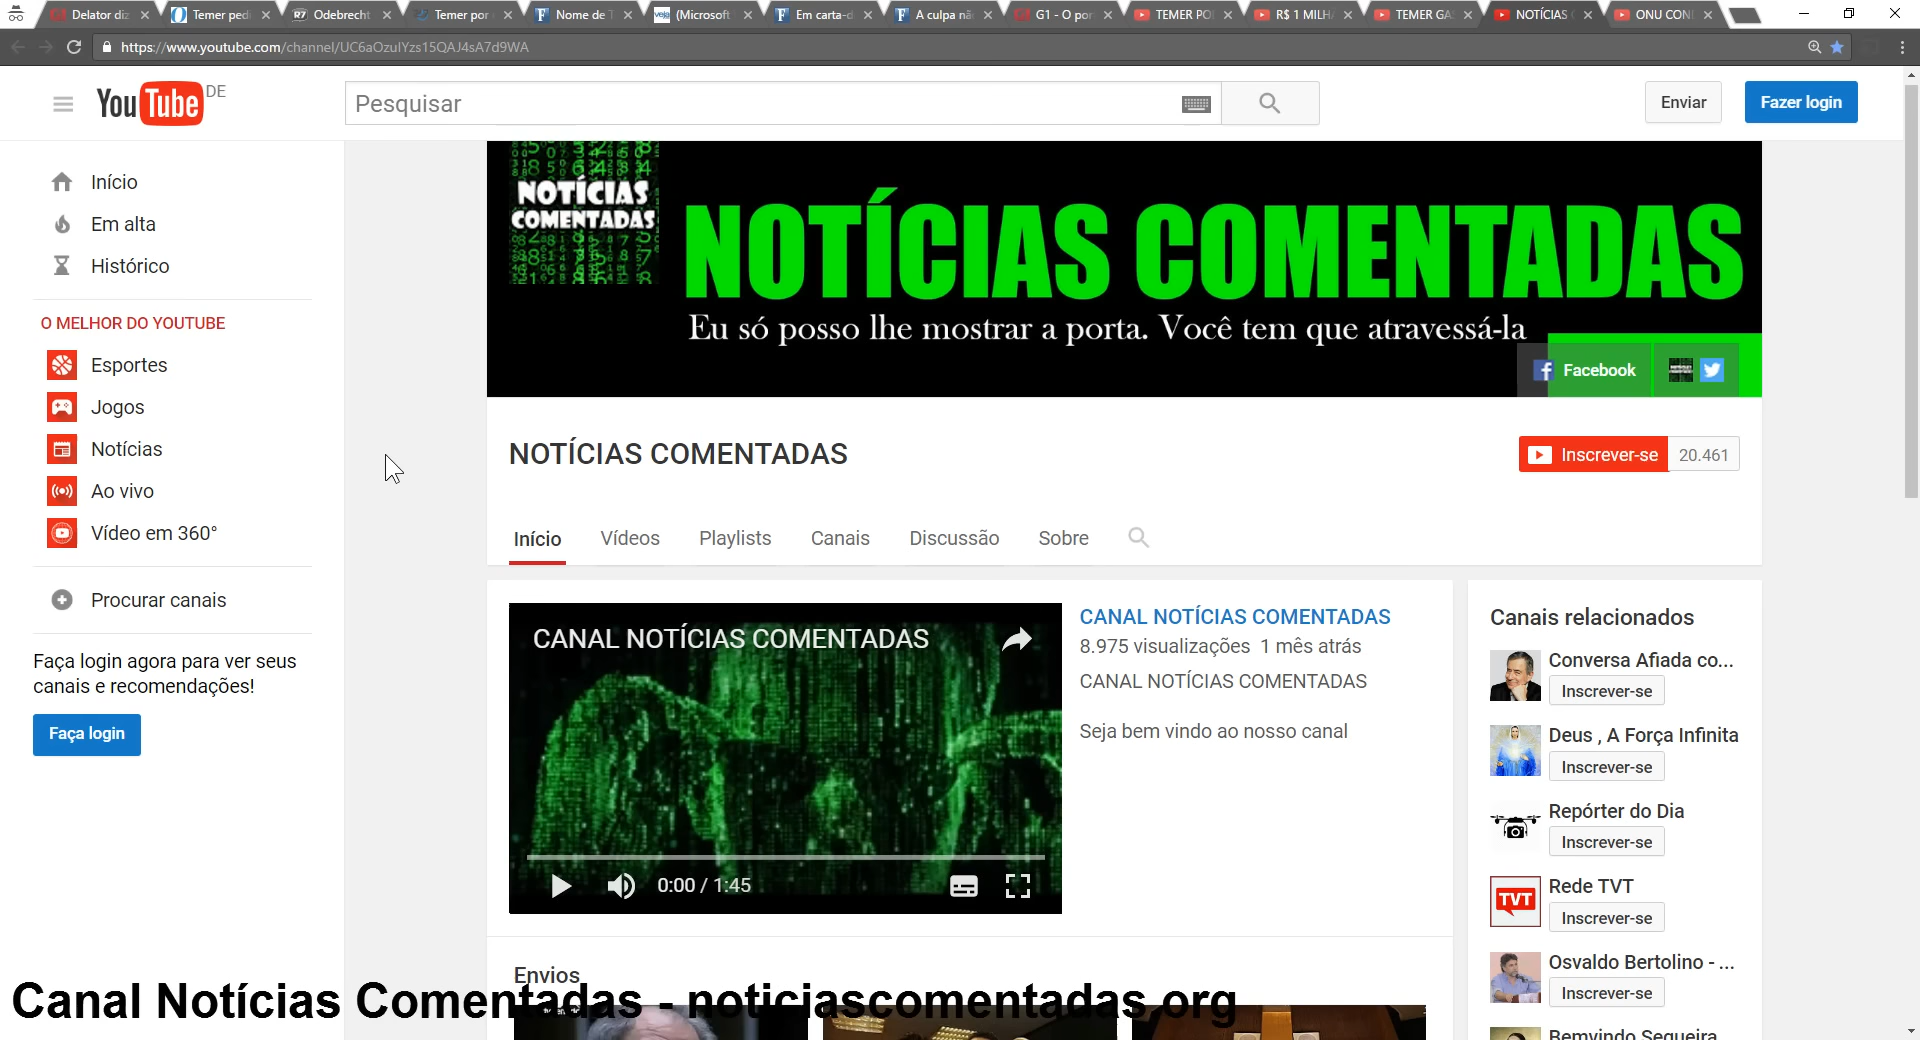 Delator diz
Temer pedi
Odebrecht
Temer por
Nome de T
(Microsoft
Em carta-d
A culpa nã
G1 - O por
TEMER PO
R$ 1 MILH
TEMER GA
NOTÍCIAS
ONU CON
https://www.youtube.com/channel/UC6aOzuIYzs15QAJ4sA7d9WA
YouTube DE
Pesquisar
Enviar
Fazer login
Início
Em alta
Histórico
O MELHOR DO YOUTUBE
Esportes
Jogos
Notícias
Ao vivo
Vídeo em 360°
Procurar canais
Faça login agora para ver seus
canais e recomendações!
Faça login
NOTÍCIAS
COMENTADAS
NOTÍCIAS COMENTADAS
Eu só posso lhe mostrar a porta. Você tem que atravessá-la
Facebook
NOTÍCIAS COMENTADAS
Inscrever-se 20.461
Início Vídeos Playlists Canais Discussão Sobre
CANAL NOTÍCIAS COMENTADAS
0:00 / 1:45
CANAL NOTÍCIAS COMENTADAS
8.975 visualizações 1 mês atrás
CANAL NOTÍCIAS COMENTADAS
Seja bem vindo ao nosso canal
Canais relacionados
Conversa Afiada co...
Inscrever-se
Deus , A Força Infinita
Inscrever-se
Repórter do Dia
Inscrever-se
TVT
Rede TVT
Inscrever-se
Osvaldo Bertolino - ...
Inscrever-se
Bemvindo Sequeira
Envios
Canal Notícias Comentadas - noticiascomentadas.org